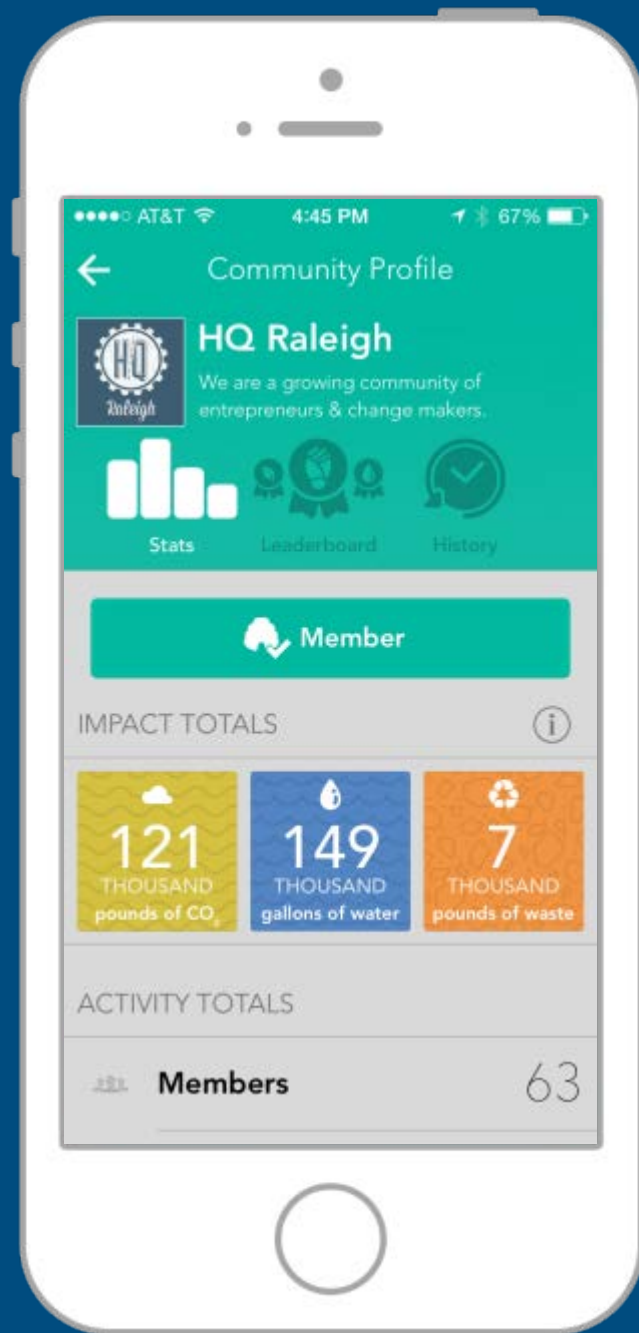 AT&T 4:45 PM 67%
Community Profile
HQ Raleigh
HQ
Raleigh
We are a growing community of
entrepreneurs & change makers.
Stats Leaderboard History
Member
IMPACT TOTALS i
121 149 7
THOUSAND THOUSAND THOUSAND
pounds of CO₂ gallons of water pounds of waste
ACTIVITY TOTALS
Members 63